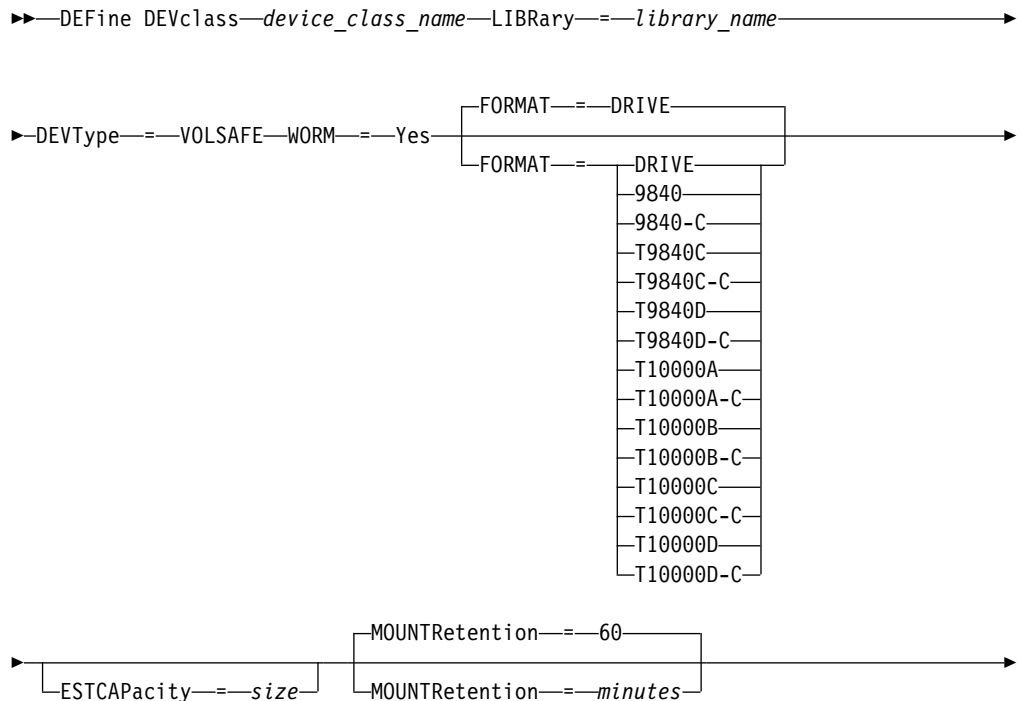 DEFine DEVclass device_class_name LIBRary = library_name
FORMAT = DRIVE
DEVType = VOLSAFE WORM = Yes
FORMAT = DRIVE
9840
9840-C
T9840C
T9840C-C
T9840D
T9840D-C
T10000A
T10000A-C
T10000B
T10000B-C
T10000C
T10000C-C
T10000D
T10000D-C
MOUNTRetention = 60
ESTCAPacity = size MOUNTRetention = minutes